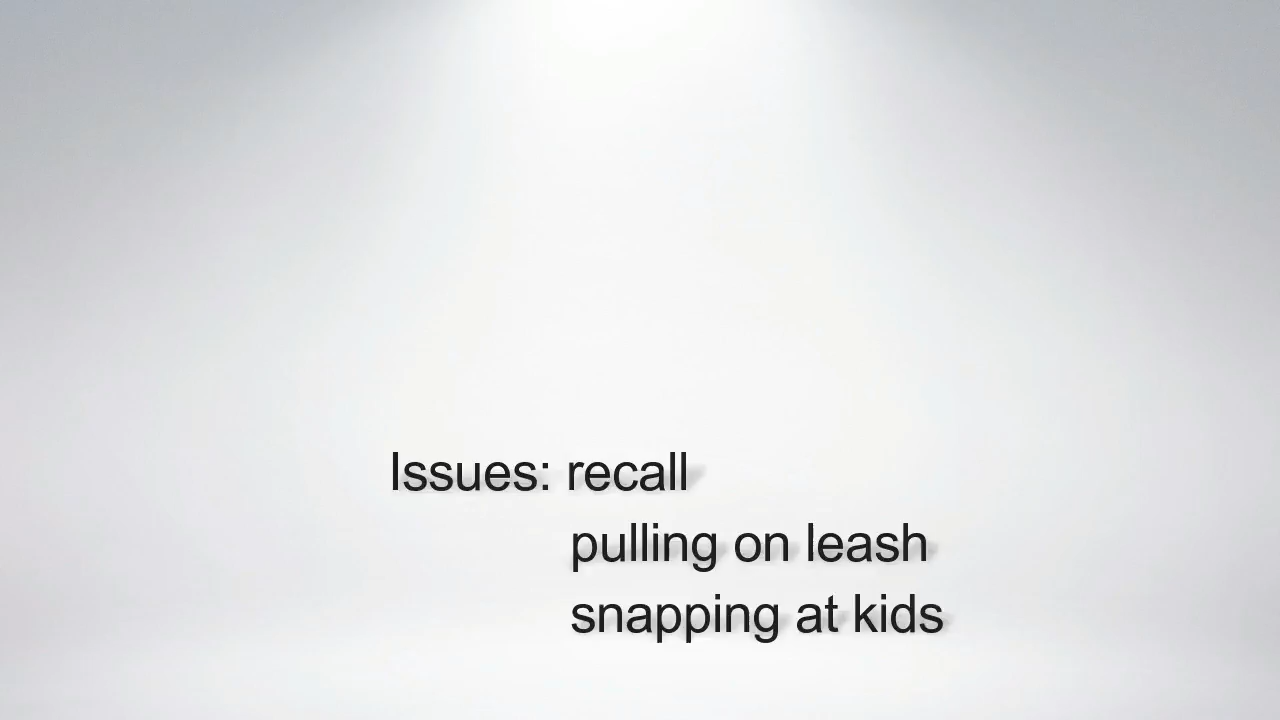 Issues: recall
pulling on leash
snapping at kids